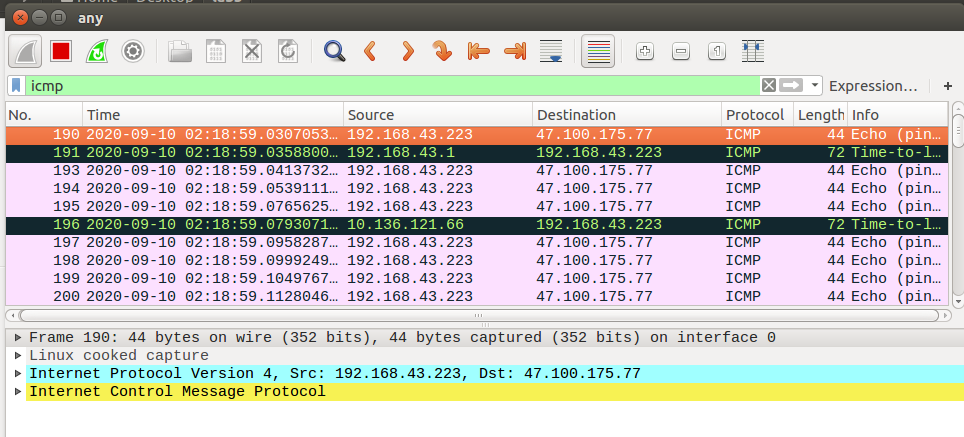 any
icmp Expression… +
No. Time Source Destination Protocol Length Info
190 2020-09-10 02:18:59.0307053… 192.168.43.223 47.100.175.77 ICMP 44 Echo (pin…
191 2020-09-10 02:18:59.0358800… 192.168.43.1 192.168.43.223 ICMP 72 Time-to-l…
193 2020-09-10 02:18:59.0413732… 192.168.43.223 47.100.175.77 ICMP 44 Echo (pin…
194 2020-09-10 02:18:59.0539111… 192.168.43.223 47.100.175.77 ICMP 44 Echo (pin…
195 2020-09-10 02:18:59.0765625… 192.168.43.223 47.100.175.77 ICMP 44 Echo (pin…
196 2020-09-10 02:18:59.0793071… 10.136.121.66 192.168.43.223 ICMP 72 Time-to-l…
197 2020-09-10 02:18:59.0958287… 192.168.43.223 47.100.175.77 ICMP 44 Echo (pin…
198 2020-09-10 02:18:59.0999249… 192.168.43.223 47.100.175.77 ICMP 44 Echo (pin…
199 2020-09-10 02:18:59.1049767… 192.168.43.223 47.100.175.77 ICMP 44 Echo (pin…
200 2020-09-10 02:18:59.1128046… 192.168.43.223 47.100.175.77 ICMP 44 Echo (pin…
Frame 190: 44 bytes on wire (352 bits), 44 bytes captured (352 bits) on interface 0
Linux cooked capture
Internet Protocol Version 4, Src: 192.168.43.223, Dst: 47.100.175.77
Internet Control Message Protocol